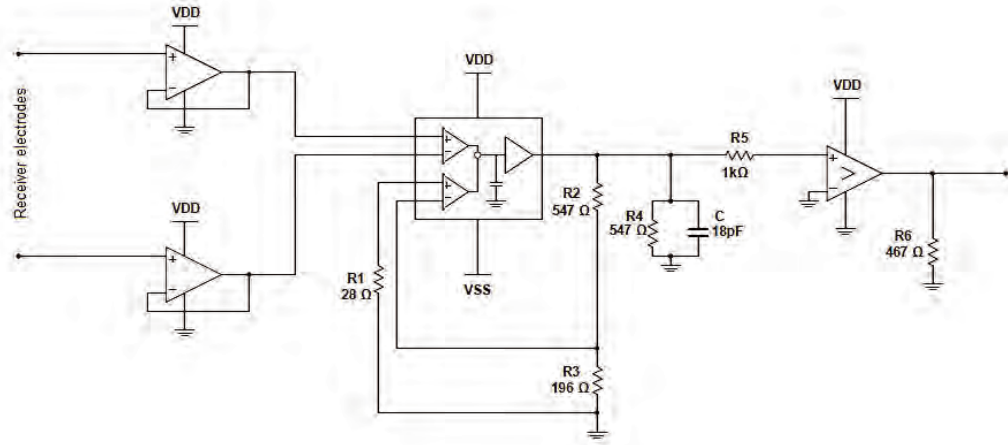 VDD
+
−
Receiver electrodes
VDD
+
−
VDD
+
−
+
−
VSS
R1
28 Ω
R2
547 Ω
R3
196 Ω
R4
547 Ω
C
18pF
R5
1kΩ
VDD
+
−
>
R6
467 Ω